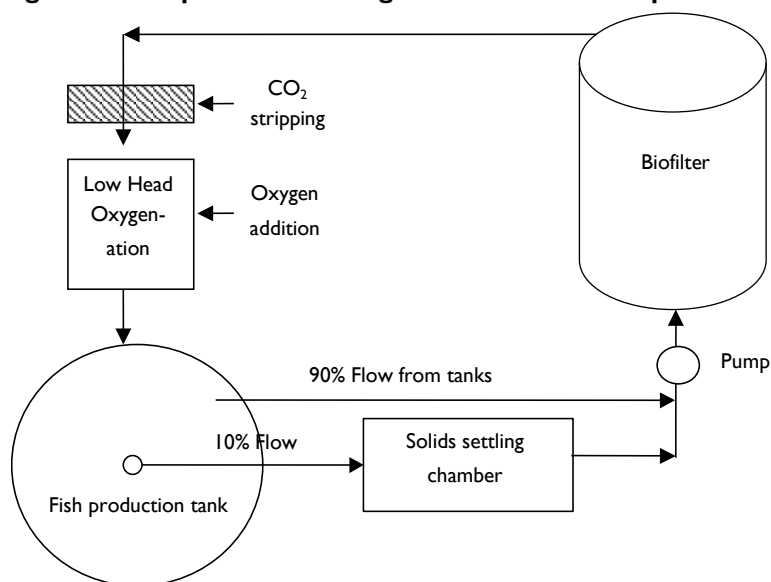 CO₂
stripping
Biofilter
Low Head
Oxygen-
ation
Oxygen
addition
Pump
90% Flow from tanks
10% Flow
Solids settling
chamber
Fish production tank